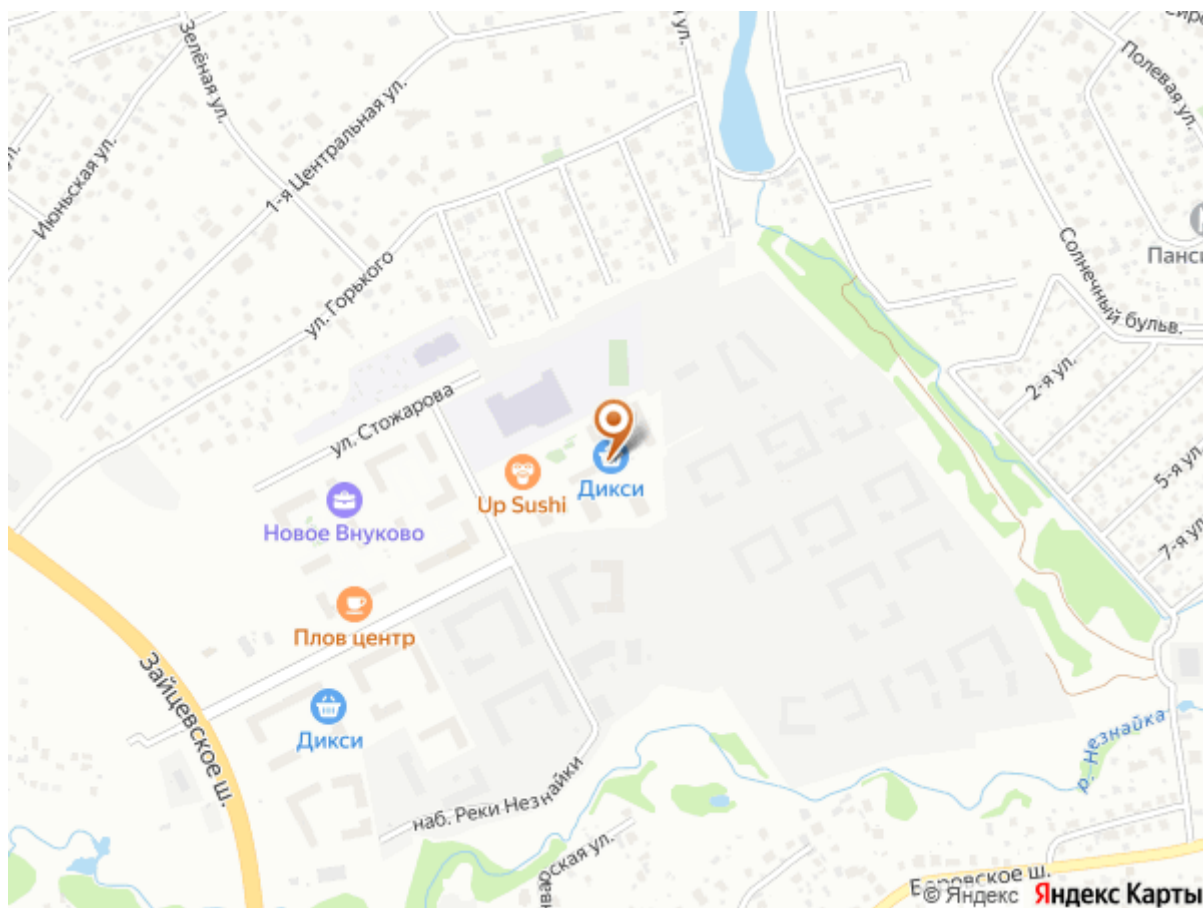 Зелёная ул.
ул.
Полевая ул.
1-я Центральная ул.
Июньская ул.
Солнечный бульв.
ул. Горького
2-я ул.
ул. Стожарова
5-я ул.
Up Sushi
Дикси
Новое Внуково
7-я ул.
Плов центр
Зайцевское ш.
Дикси
р. Незнайка
наб. Реки Незнайки
Боровское ш.
© Яндекс Яндекс Карты